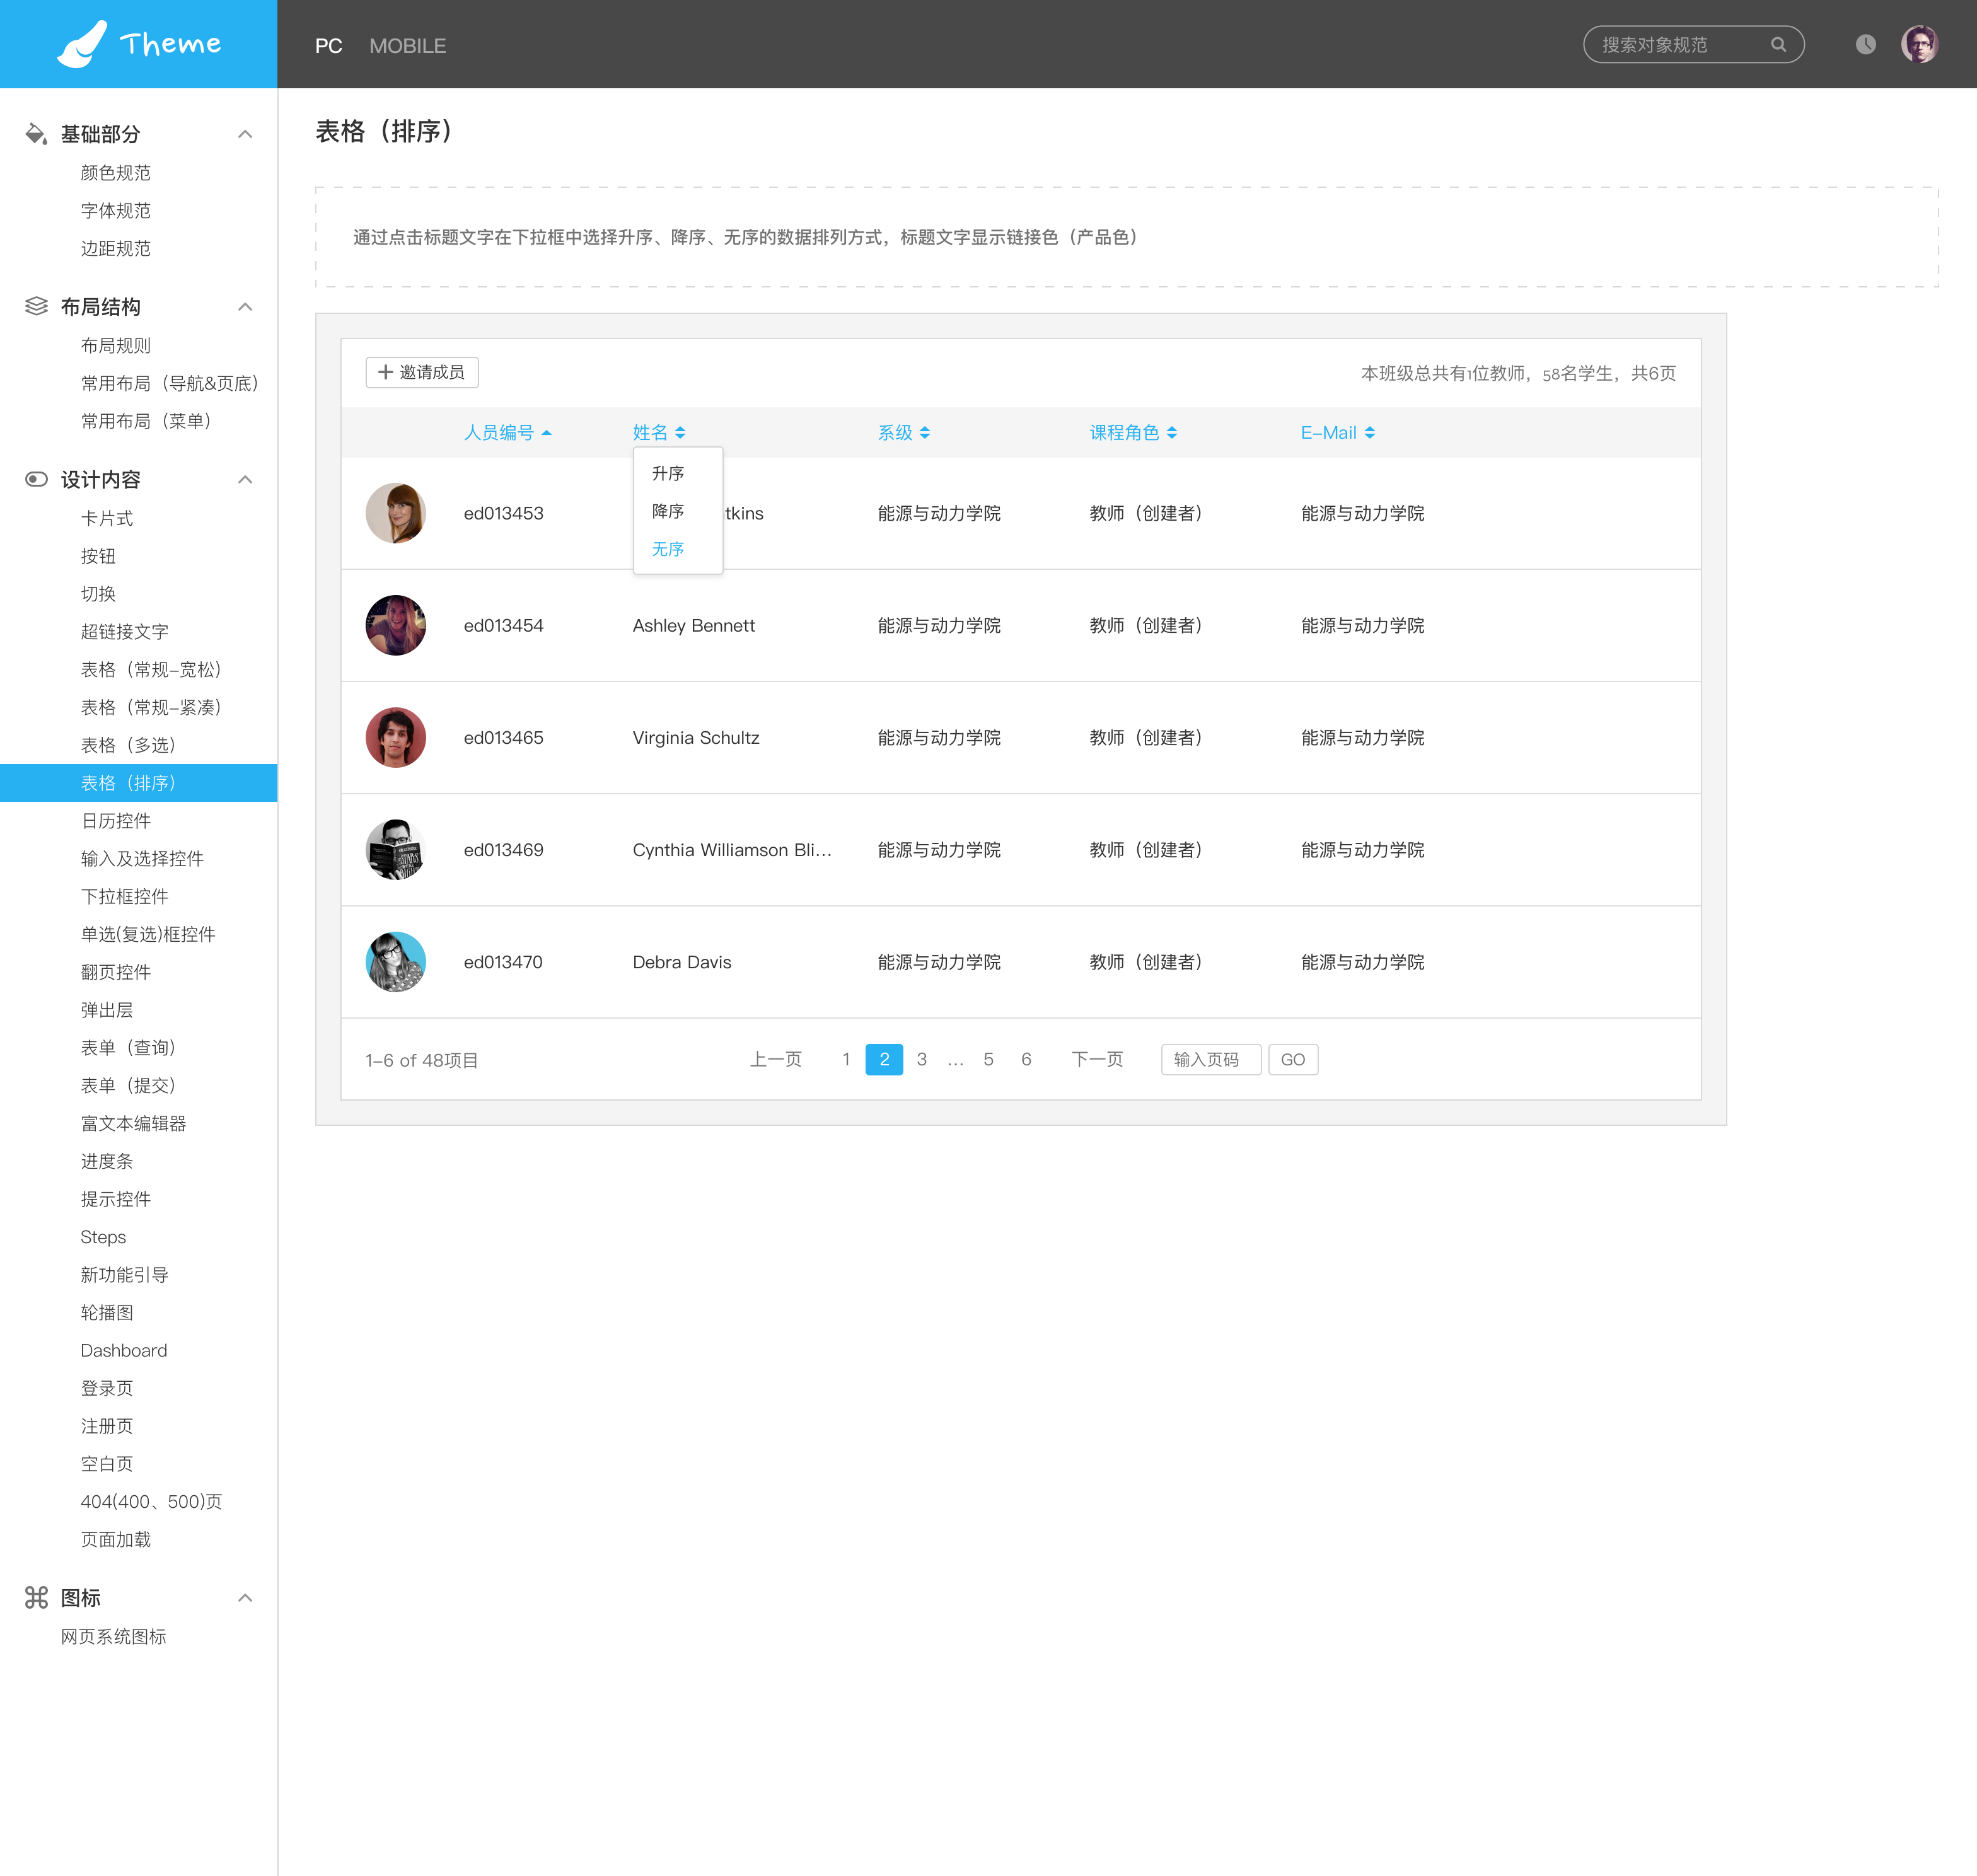 Theme
PC MOBILE
搜索对象规范
基础部分
颜色规范
字体规范
边距规范
布局结构
布局规则
常用布局（导航&页底）
常用布局（菜单）
设计内容
卡片式
按钮
切换
超链接文字
表格（常规-宽松）
表格（常规-紧凑）
表格（多选）
表格（排序）
日历控件
输入及选择控件
下拉框控件
单选(复选)框控件
翻页控件
弹出层
表单（查询）
表单（提交）
富文本编辑器
进度条
提示控件
Steps
新功能引导
轮播图
Dashboard
登录页
注册页
空白页
404(400、500)页
页面加载
图标
网页系统图标
表格（排序）
通过点击标题文字在下拉框中选择升序、降序、无序的数据排列方式，标题文字显示链接色（产品色）
邀请成员
本班级总共有1位教师，58名学生，共6页
人员编号 姓名 系级 课程角色 E-Mail
升序
降序
无序
ed013453 tkins 能源与动力学院 教师（创建者） 能源与动力学院
ed013454 Ashley Bennett 能源与动力学院 教师（创建者） 能源与动力学院
ed013465 Virginia Schultz 能源与动力学院 教师（创建者） 能源与动力学院
ed013469 Cynthia Williamson Bli... 能源与动力学院 教师（创建者） 能源与动力学院
ed013470 Debra Davis 能源与动力学院 教师（创建者） 能源与动力学院
1-6 of 48项目 上一页 1 2 3 ... 5 6 下一页 输入页码 GO